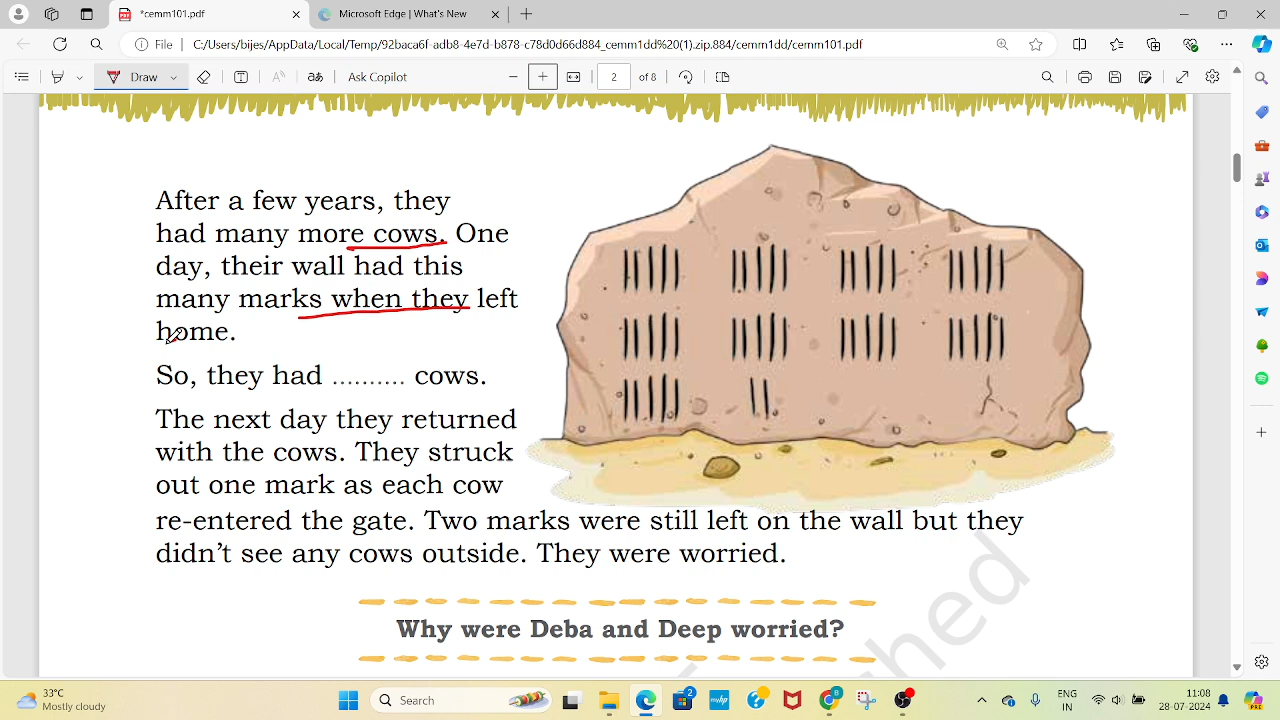 *cemm101.pdf
Microsoft Edge | What's New
File
C:/Users/bijes/AppData/Local/Temp/92baca6f-adb8-4e7d-b878-c78d6c16d884_cemm1dd%20(1).zip.884/cemm1dd/cemm101.pdf
Draw
Ask Copilot
2 of 8
After a few years, they
had many more cows. One
day, their wall had this
many marks when they left
home.
So, they had .......... cows.
The next day they returned
with the cows. They struck
out one mark as each cow
re-entered the gate. Two marks were still left on the wall but they
didn't see any cows outside. They were worried.
Why were Deba and Deep worried?
33°C
Mostly cloudy
Search
ENG
IN
11:08
28-07-2024